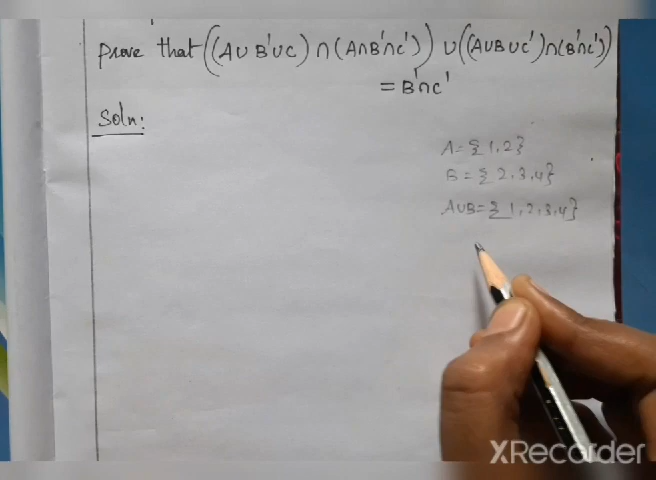 Prove that ((A∪B'∪C)∩(A∩B'∩C'))∪((A∪B∪C')∩(B'∩C'))
= B'∩C'
Soln:
A={1,2}
B={2,3,4}
A∪B={1,2,3,4}
XRecorder